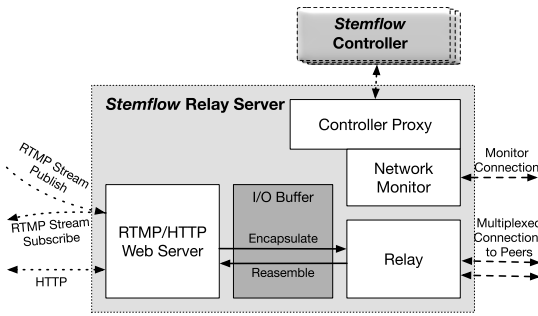 Stemflow
Controller
Stemflow Relay Server
Controller Proxy
Network
Monitor
Monitor
Connection
RTMP Stream
Publish
RTMP Stream
Subscribe
HTTP
RTMP/HTTP
Web Server
I/O Buffer
Encapsulate
Reassemble
Relay
Multiplexed
Connections
to Peers